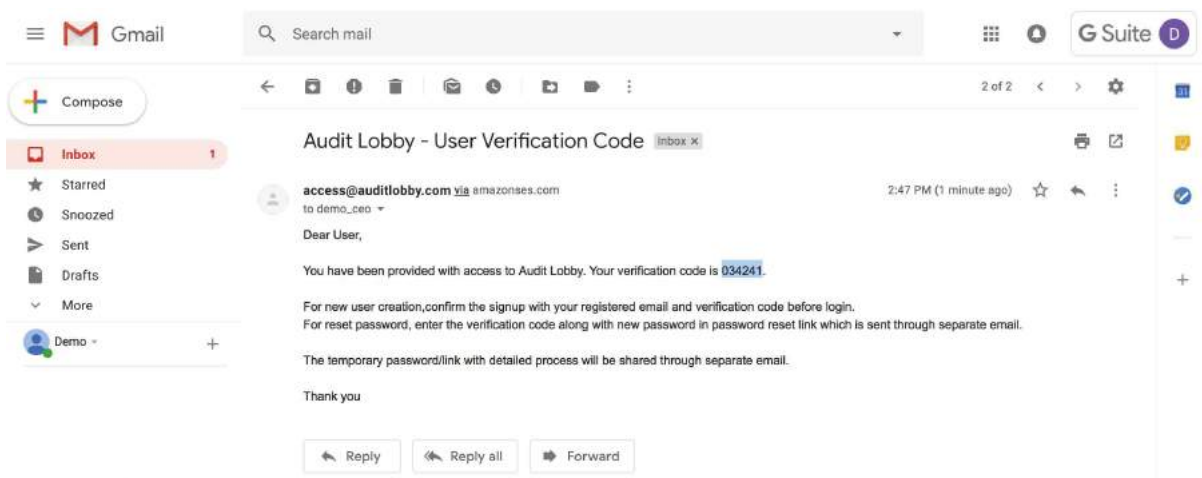 Gmail
Search mail
G Suite D
Compose
2 of 2
Inbox 1
Starred
Snoozed
Sent
Drafts
More
Demo
Audit Lobby - User Verification Code Inbox x
access@auditlobby.com via amazonses.com 2:47 PM (1 minute ago)
to demo_ceo
Dear User,
You have been provided with access to Audit Lobby. Your verification code is 034241.
For new user creation,confirm the signup with your registered email and verification code before login.
For reset password, enter the verification code along with new password in password reset link which is sent through separate email.
The temporary password/link with detailed process will be shared through separate email.
Thank you
Reply Reply all Forward
31